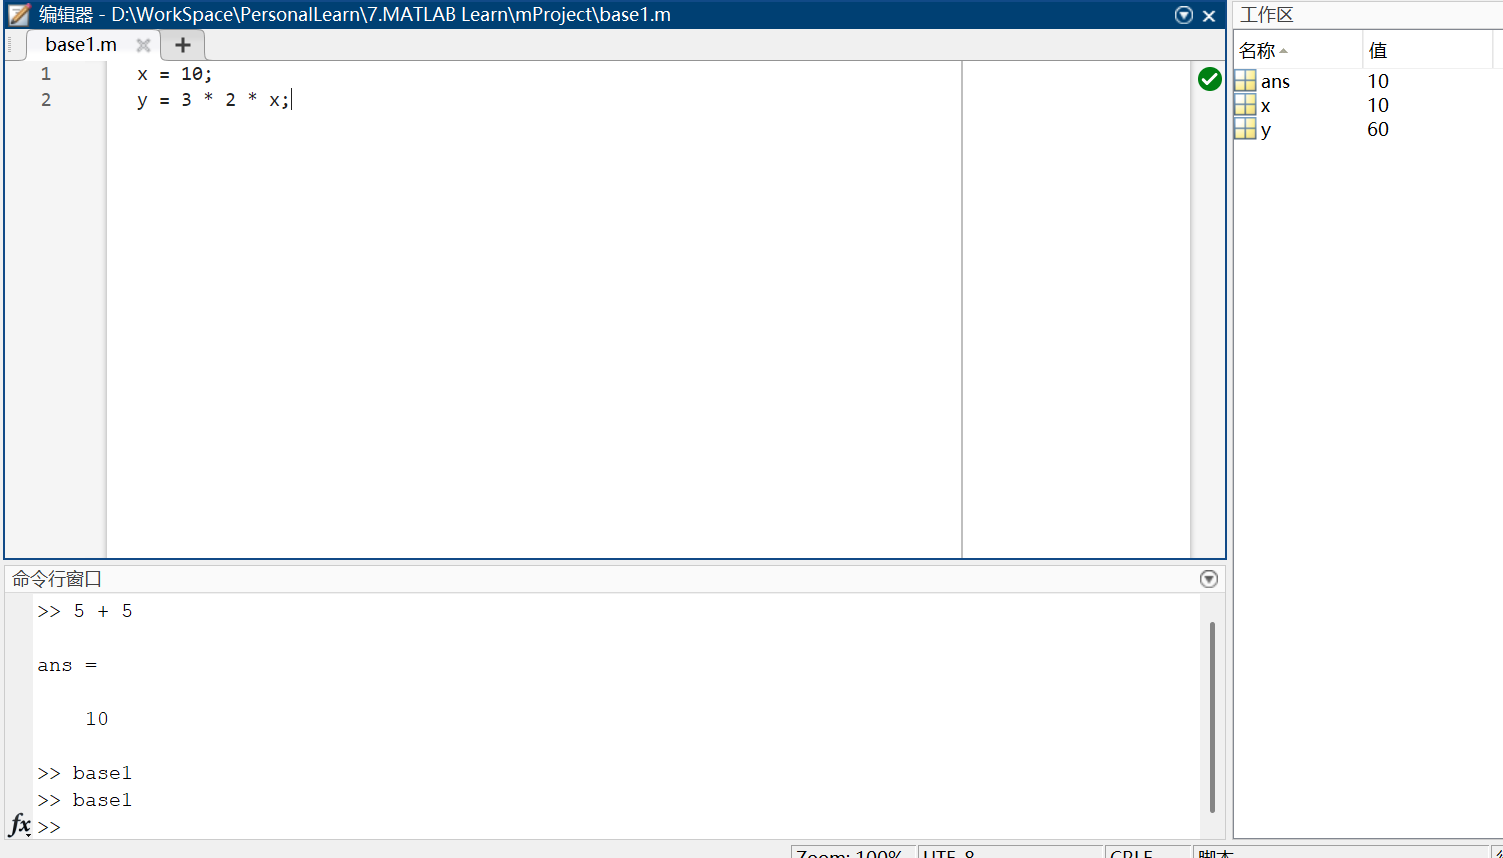 编辑器 - D:\WorkSpace\PersonalLearn\7.MATLAB Learn\mProject\base1.m
base1.m
1 x = 10;
2 y = 3 * 2 * x;
命令行窗口
>> 5 + 5
ans =
10
>> base1
>> base1
fx >>
工作区
名称 值
ans 10
x 10
y 60
Zoom: 100% UTF-8 CRLF 脚本